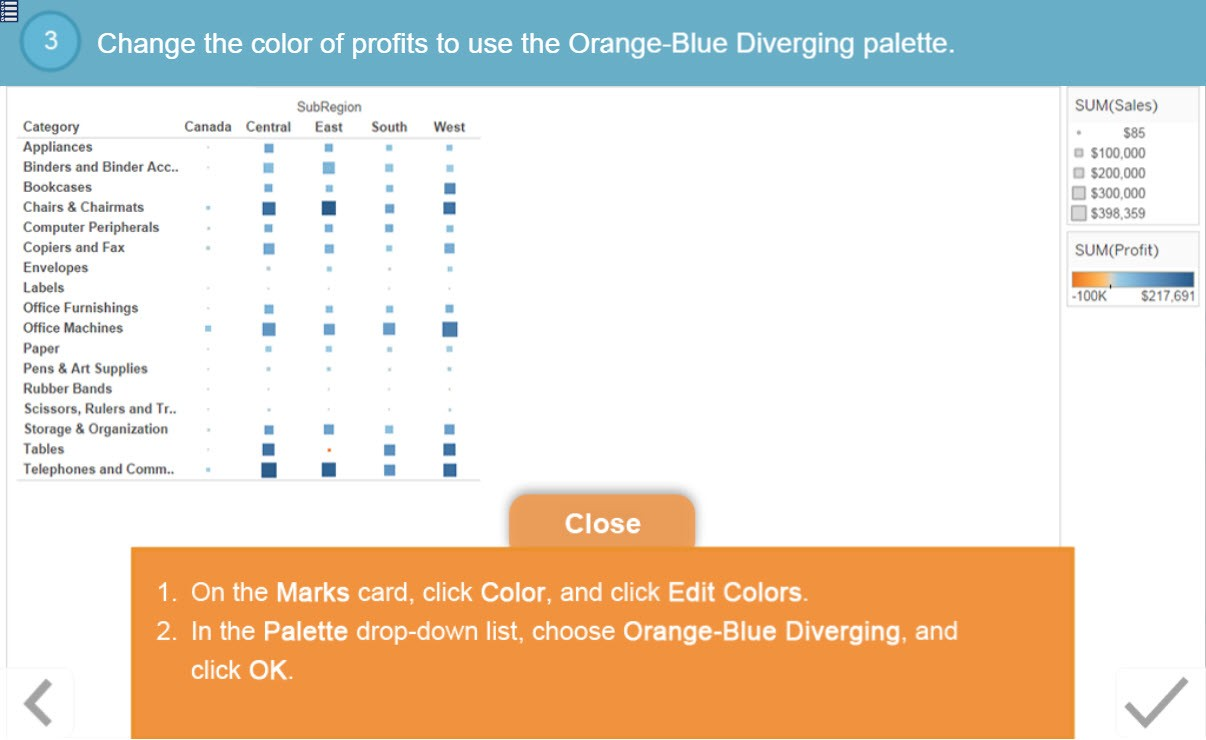 3
Change the color of profits to use the Orange-Blue Diverging palette.
SubRegion
Category Canada Central East South West
Appliances
Binders and Binder Acc..
Bookcases
Chairs & Chairmats
Computer Peripherals
Copiers and Fax
Envelopes
Labels
Office Furnishings
Office Machines
Paper
Pens & Art Supplies
Rubber Bands
Scissors, Rulers and Tr..
Storage & Organization
Tables
Telephones and Comm..
SUM(Sales)
$85
$100,000
$200,000
$300,000
$398,359
SUM(Profit)
-100K $217,691
Close
1. On the Marks card, click Color, and click Edit Colors.
2. In the Palette drop-down list, choose Orange-Blue Diverging, and
click OK.